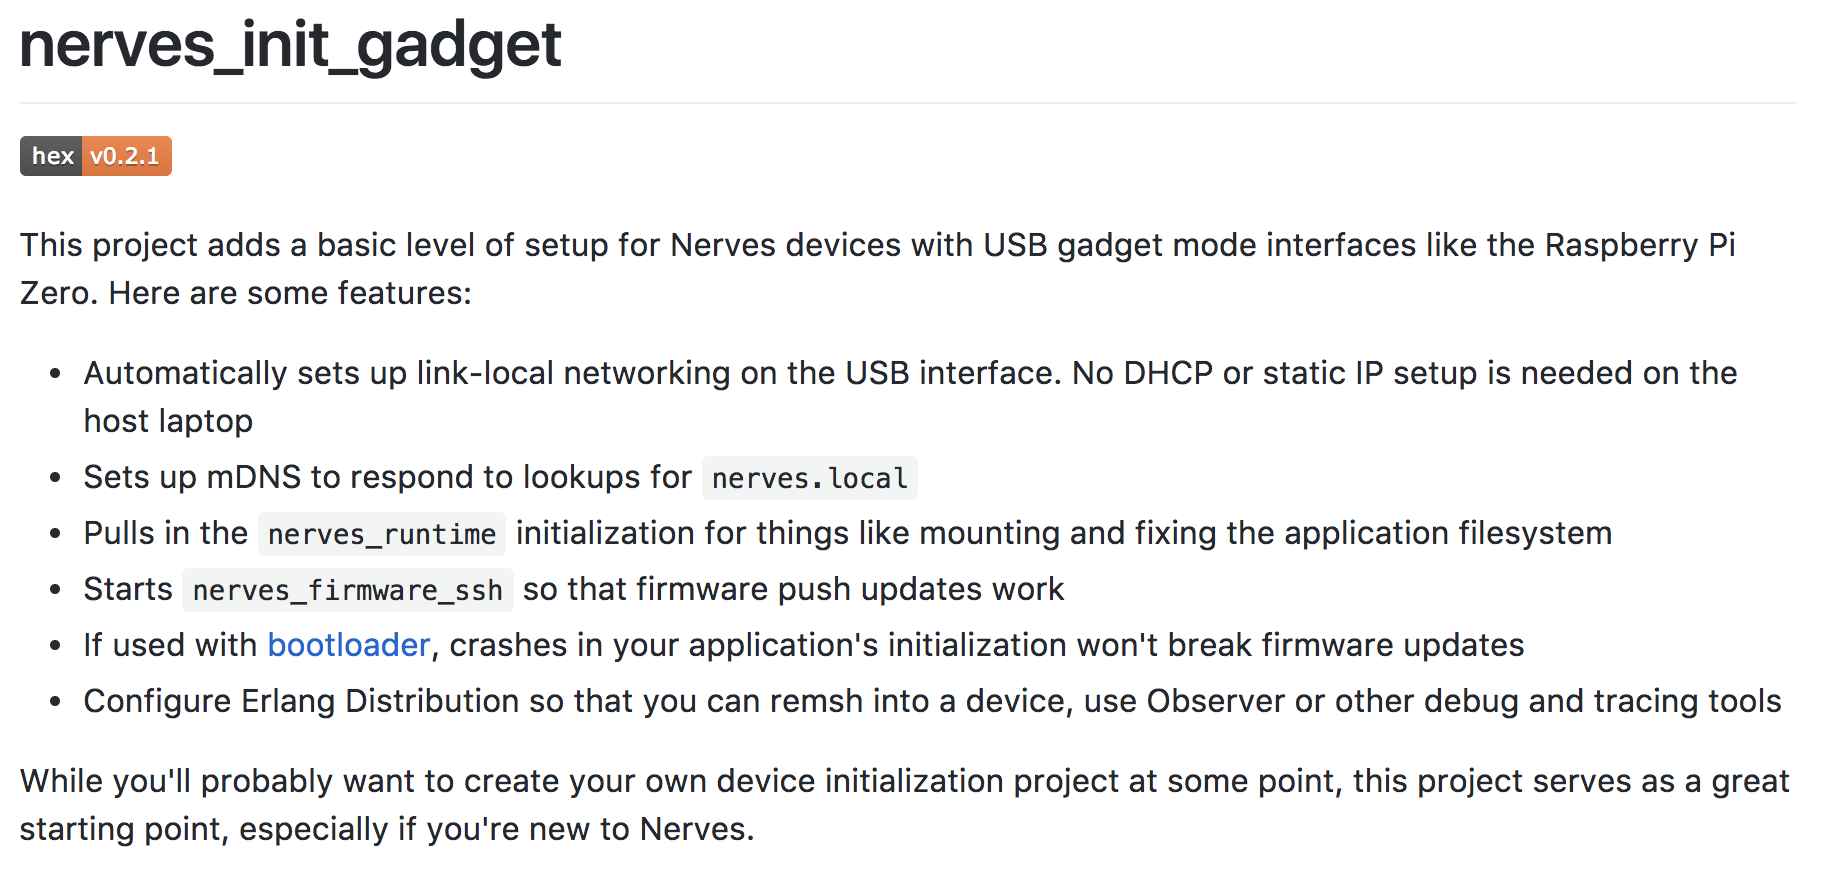 nerves_init_gadget
hex v0.2.1
This project adds a basic level of setup for Nerves devices with USB gadget mode interfaces like the Raspberry Pi
Zero. Here are some features:
• Automatically sets up link-local networking on the USB interface. No DHCP or static IP setup is needed on the
host laptop
• Sets up mDNS to respond to lookups for nerves.local
• Pulls in the nerves_runtime initialization for things like mounting and fixing the application filesystem
• Starts nerves_firmware_ssh so that firmware push updates work
• If used with bootloader, crashes in your application's initialization won't break firmware updates
• Configure Erlang Distribution so that you can remsh into a device, use Observer or other debug and tracing tools
While you'll probably want to create your own device initialization project at some point, this project serves as a great
starting point, especially if you're new to Nerves.